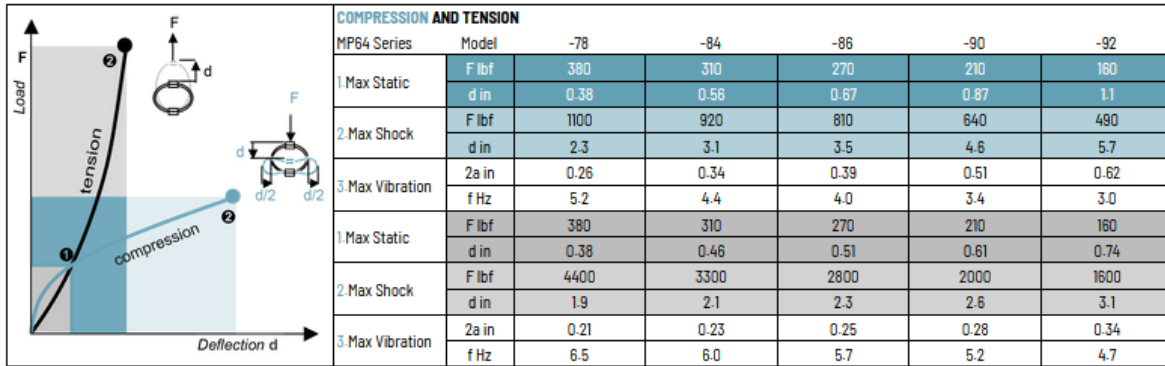 F
Load
F
❷
d
tension
F
d
d/2
d/2
❷
❶
compression
Deflection d
COMPRESSION AND TENSION
MP64 Series Model -78 -84 -86 -90 -92
1.Max Static F lbf 380 310 270 210 160
d in 0.38 0.56 0.67 0.87 1.1
2.Max Shock F lbf 1100 920 810 640 490
d in 2.3 3.1 3.5 4.6 5.7
3.Max Vibration 2a in 0.26 0.34 0.39 0.51 0.62
f Hz 5.2 4.4 4.0 3.4 3.0
1.Max Static F lbf 380 310 270 210 160
d in 0.38 0.46 0.51 0.61 0.74
2.Max Shock F lbf 4400 3300 2800 2000 1600
d in 1.9 2.1 2.3 2.6 3.1
3.Max Vibration 2a in 0.21 0.23 0.25 0.28 0.34
f Hz 6.5 6.0 5.7 5.2 4.7